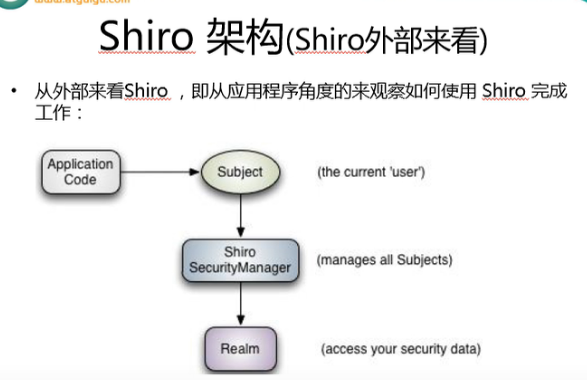 www.atguigu.com
Shiro 架构(Shiro外部来看)
• 从外部来看Shiro ，即从应用程序角度的来观察如何使用 Shiro 完成
工作：
Application
Code
Subject
(the current 'user')
Shiro
SecurityManager
(manages all Subjects)
Realm
(access your security data)